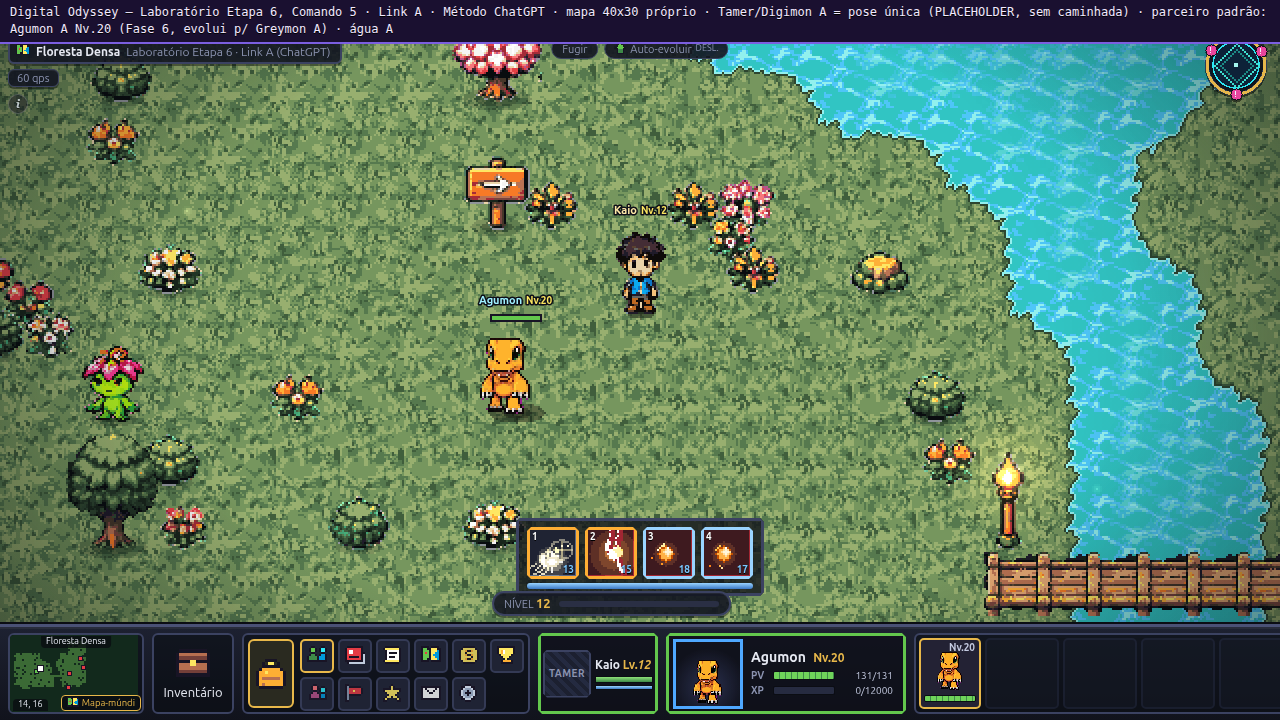 Digital Odyssey — Laboratório Etapa 6, Comando 5 · Link A · Método ChatGPT · mapa 40x30 próprio · Tamer/Digimon A = pose única (PLACEHOLDER, sem caminhada) · parceiro padrão:
Agumon A Nv.20 (Fase 6, evolui p/ Greymon A) · água A
Floresta Densa Laboratório Etapa 6 · Link A (ChatGPT)
Fugir
Auto-evoluir DESL.
60 qps
i
Kaio Nv.12
Agumon Nv.20
1 2 3 4
13 15 18 17
NÍVEL 12
Floresta Densa
14, 16
Mapa-múndi
Inventário
TAMER
Kaio Lv.12
Agumon Nv.20
PV 131/131
XP 0/12000
Nv.20